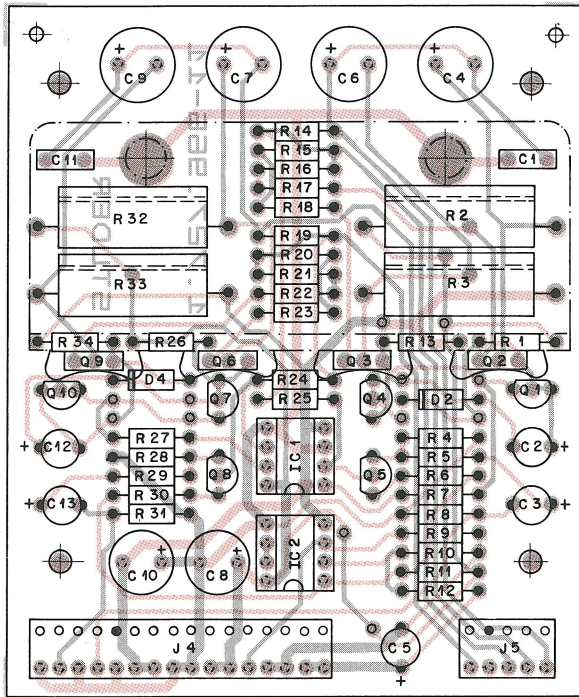 + C9
+ C7
+ C6
+ C4
R14
R15
R16
R17
R18
C11
C1
R32
R2
R19
R20
R21
R22
R23
R33
R3
R34
R26
R13
R1
Q9
Q6
Q3
Q2
Q10
D4
Q7
R24
R25
Q4
D2
Q1
+ C12
R27
R28
R29
R30
R31
Q8
IC1
Q5
R4
R5
R6
R7
R8
R9
R10
R11
R12
C2 +
+ C13
C3 +
C10 +
C8 +
IC2
J4
C5 +
J5